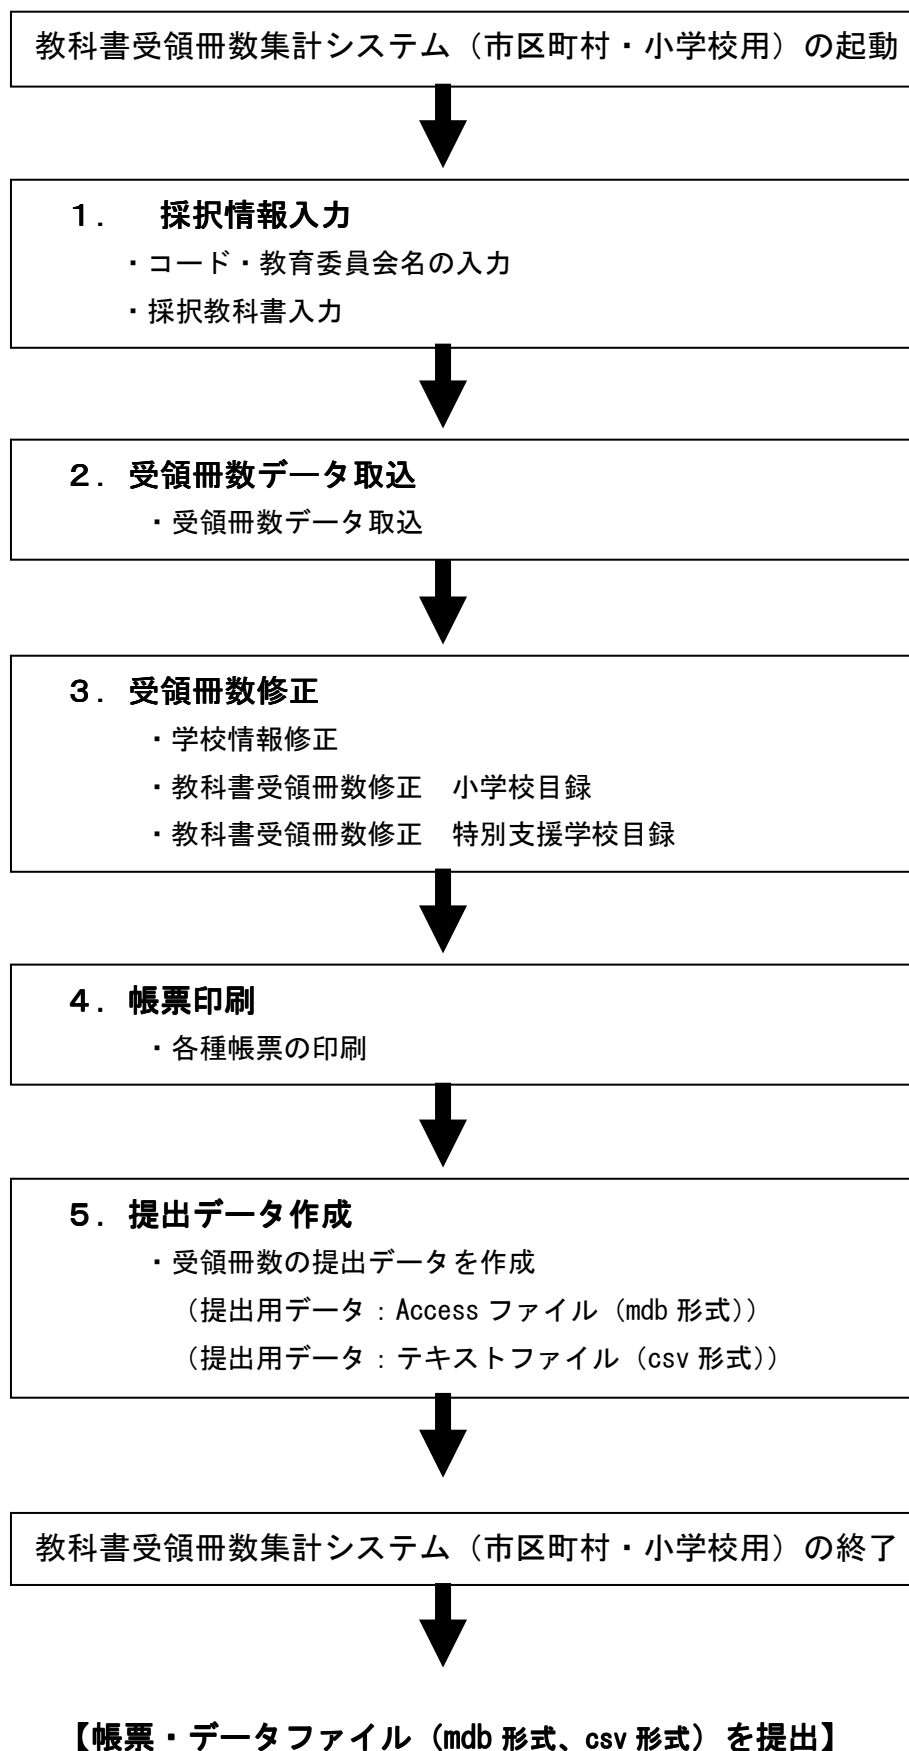 教科書受領冊数集計システム（市区町村・小学校用）の起動
１． 採択情報入力
・コード・教育委員会名の入力
・採択教科書入力
２．受領冊数データ取込
・受領冊数データ取込
３．受領冊数修正
・学校情報修正
・教科書受領冊数修正　小学校目録
・教科書受領冊数修正　特別支援学校目録
４．帳票印刷
・各種帳票の印刷
５．提出データ作成
・受領冊数の提出データを作成
（提出用データ：Access ファイル（mdb 形式））
（提出用データ：テキストファイル（csv 形式））
教科書受領冊数集計システム（市区町村・小学校用）の終了
【帳票・データファイル（mdb 形式、csv 形式）を提出】